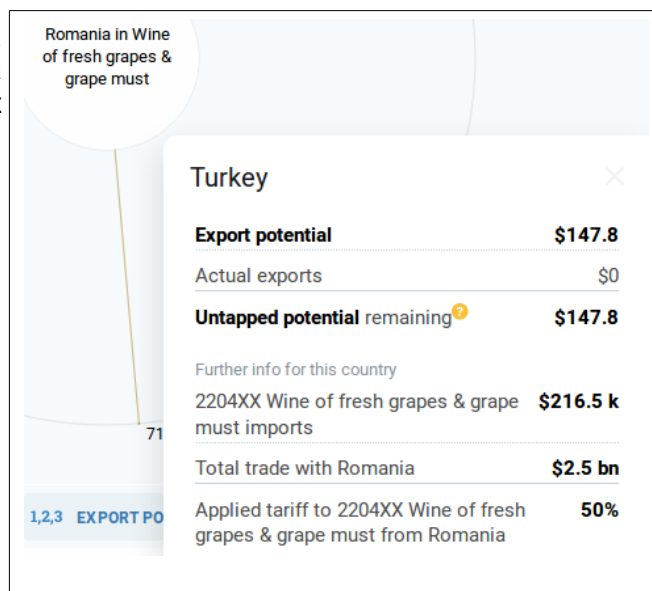 Romania in Wine
of fresh grapes &
grape must
Turkey
Export potential $147.8
Actual exports $0
Untapped potential remaining ? $147.8
Further info for this country
2204XX Wine of fresh grapes & grape $216.5 k
must imports
71
Total trade with Romania $2.5 bn
1,2,3 EXPORT PO
Applied tariff to 2204XX Wine of fresh 50%
grapes & grape must from Romania